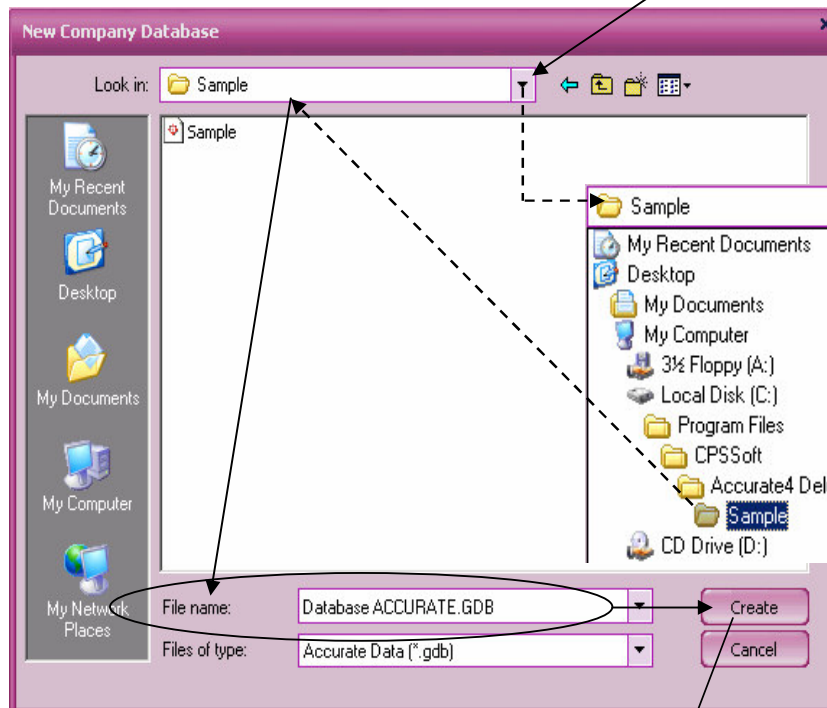 New Company Database
Look in: Sample
Sample
My Recent Documents
Desktop
My Documents
My Computer
My Network Places
Sample
My Recent Documents
Desktop
My Documents
My Computer
3½ Floppy (A:)
Local Disk (C:)
Program Files
CPSSoft
Accurate4 Del
Sample
CD Drive (D:)
File name: Database ACCURATE.GDB Create
Files of type: Accurate Data (*.gdb) Cancel